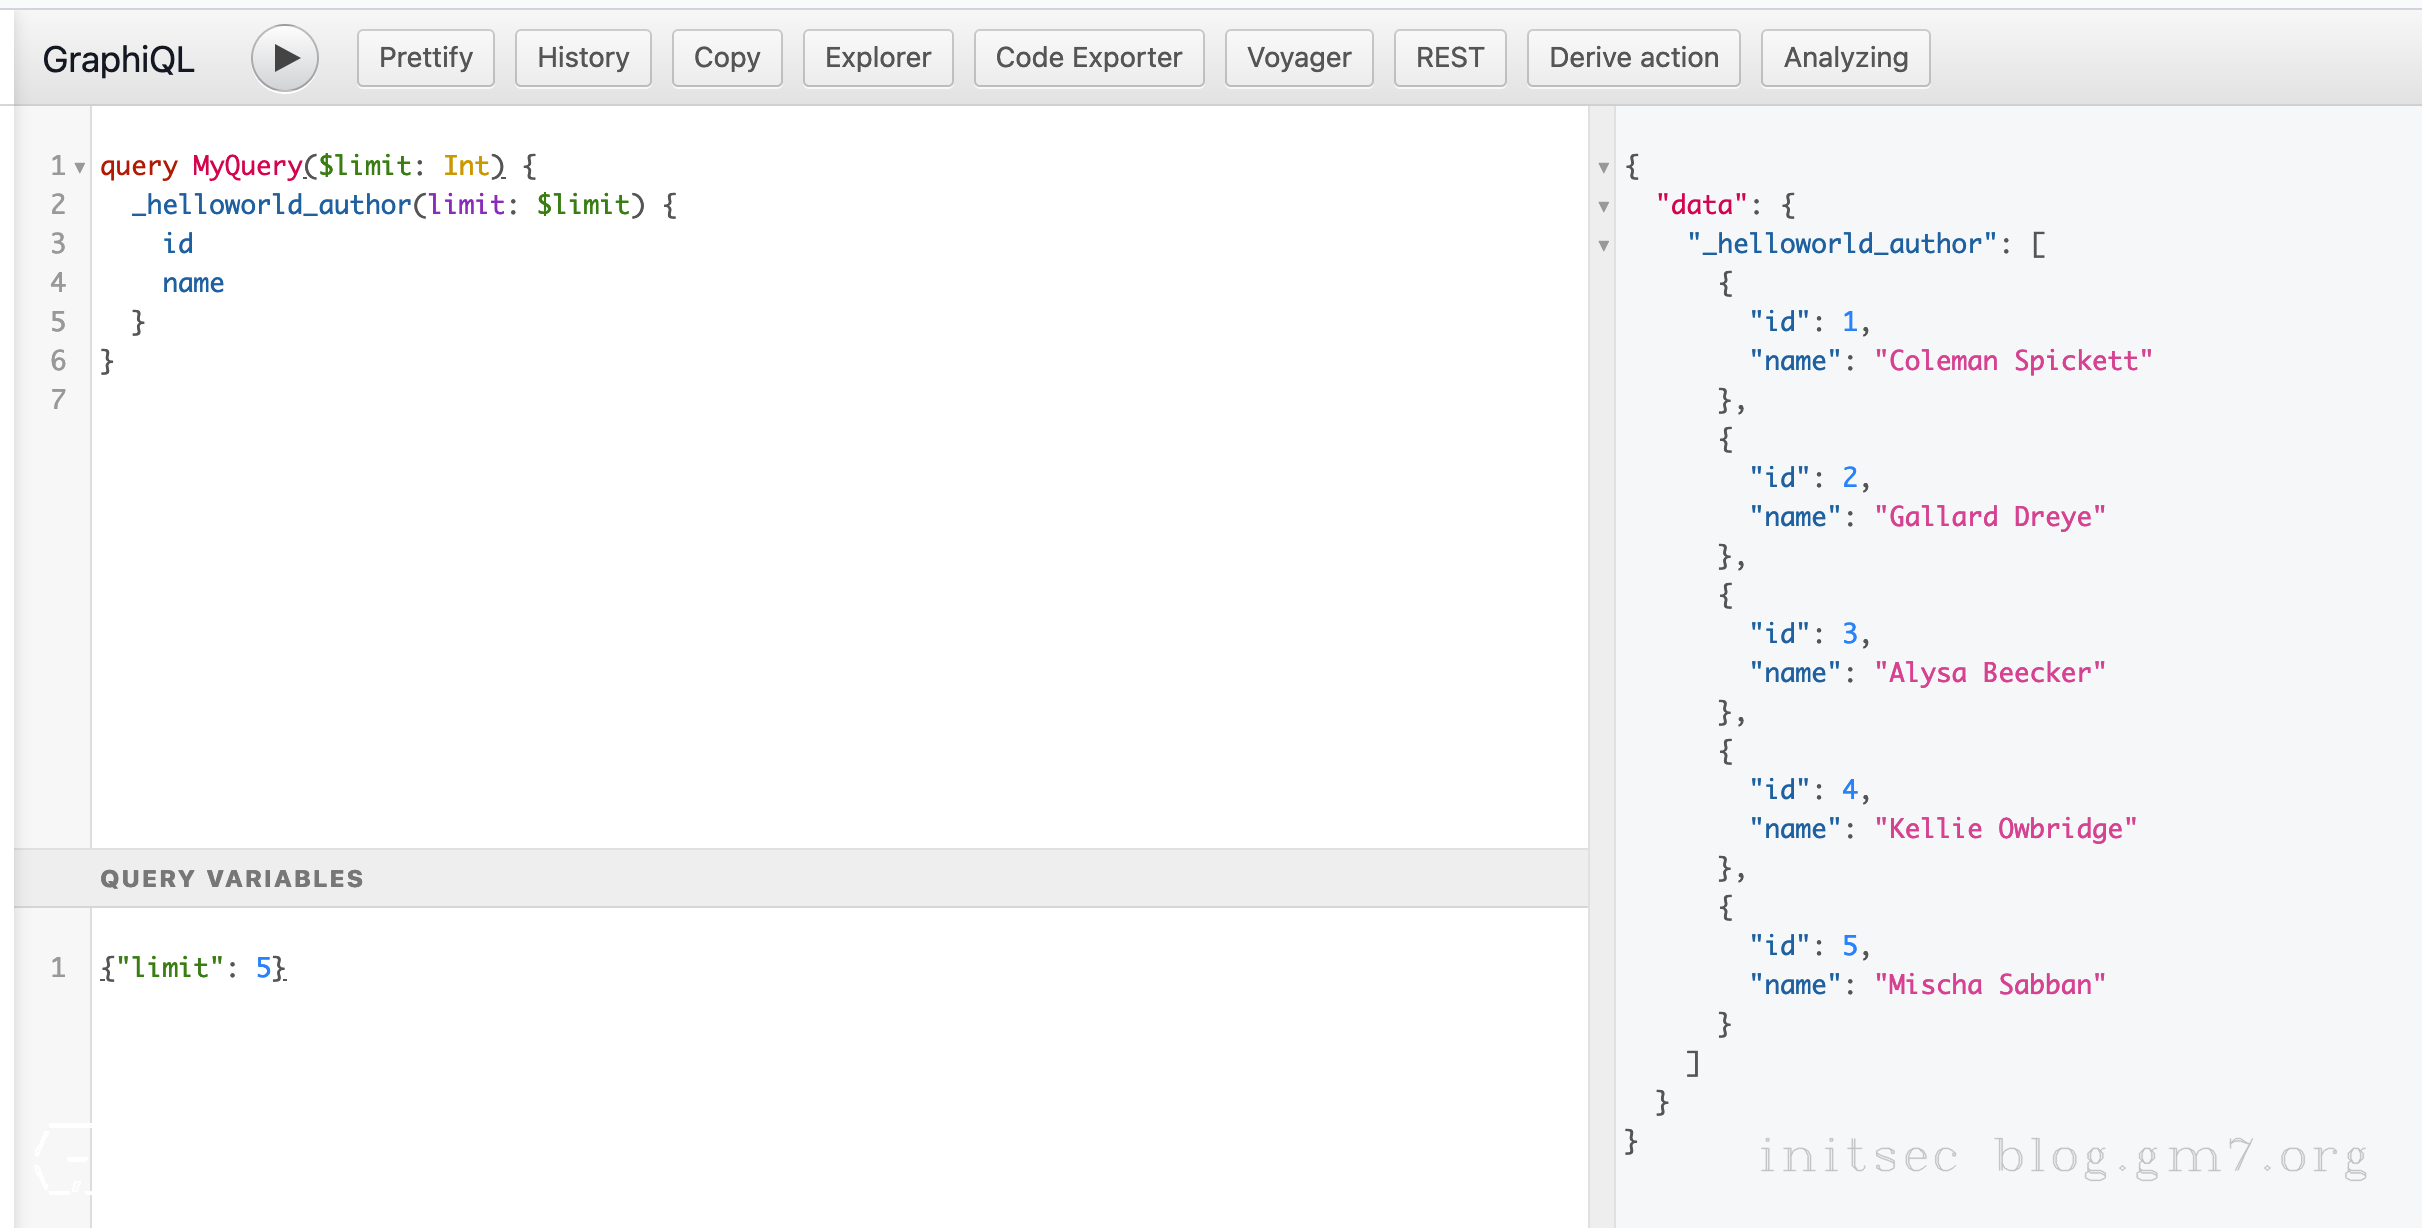 GraphiQL Prettify History Copy Explorer Code Exporter Voyager REST Derive action Analyzing
1 query MyQuery($limit: Int) {
2 _helloworld_author(limit: $limit) {
3 id
4 name
5 }
6 }
7
QUERY VARIABLES
1 {"limit": 5}
{
"data": {
"_helloworld_author": [
{
"id": 1,
"name": "Coleman Spickett"
},
{
"id": 2,
"name": "Gallard Dreye"
},
{
"id": 3,
"name": "Alysa Beecker"
},
{
"id": 4,
"name": "Kellie Owbridge"
},
{
"id": 5,
"name": "Mischa Sabban"
}
]
}
}
initsec blog.gm7.org